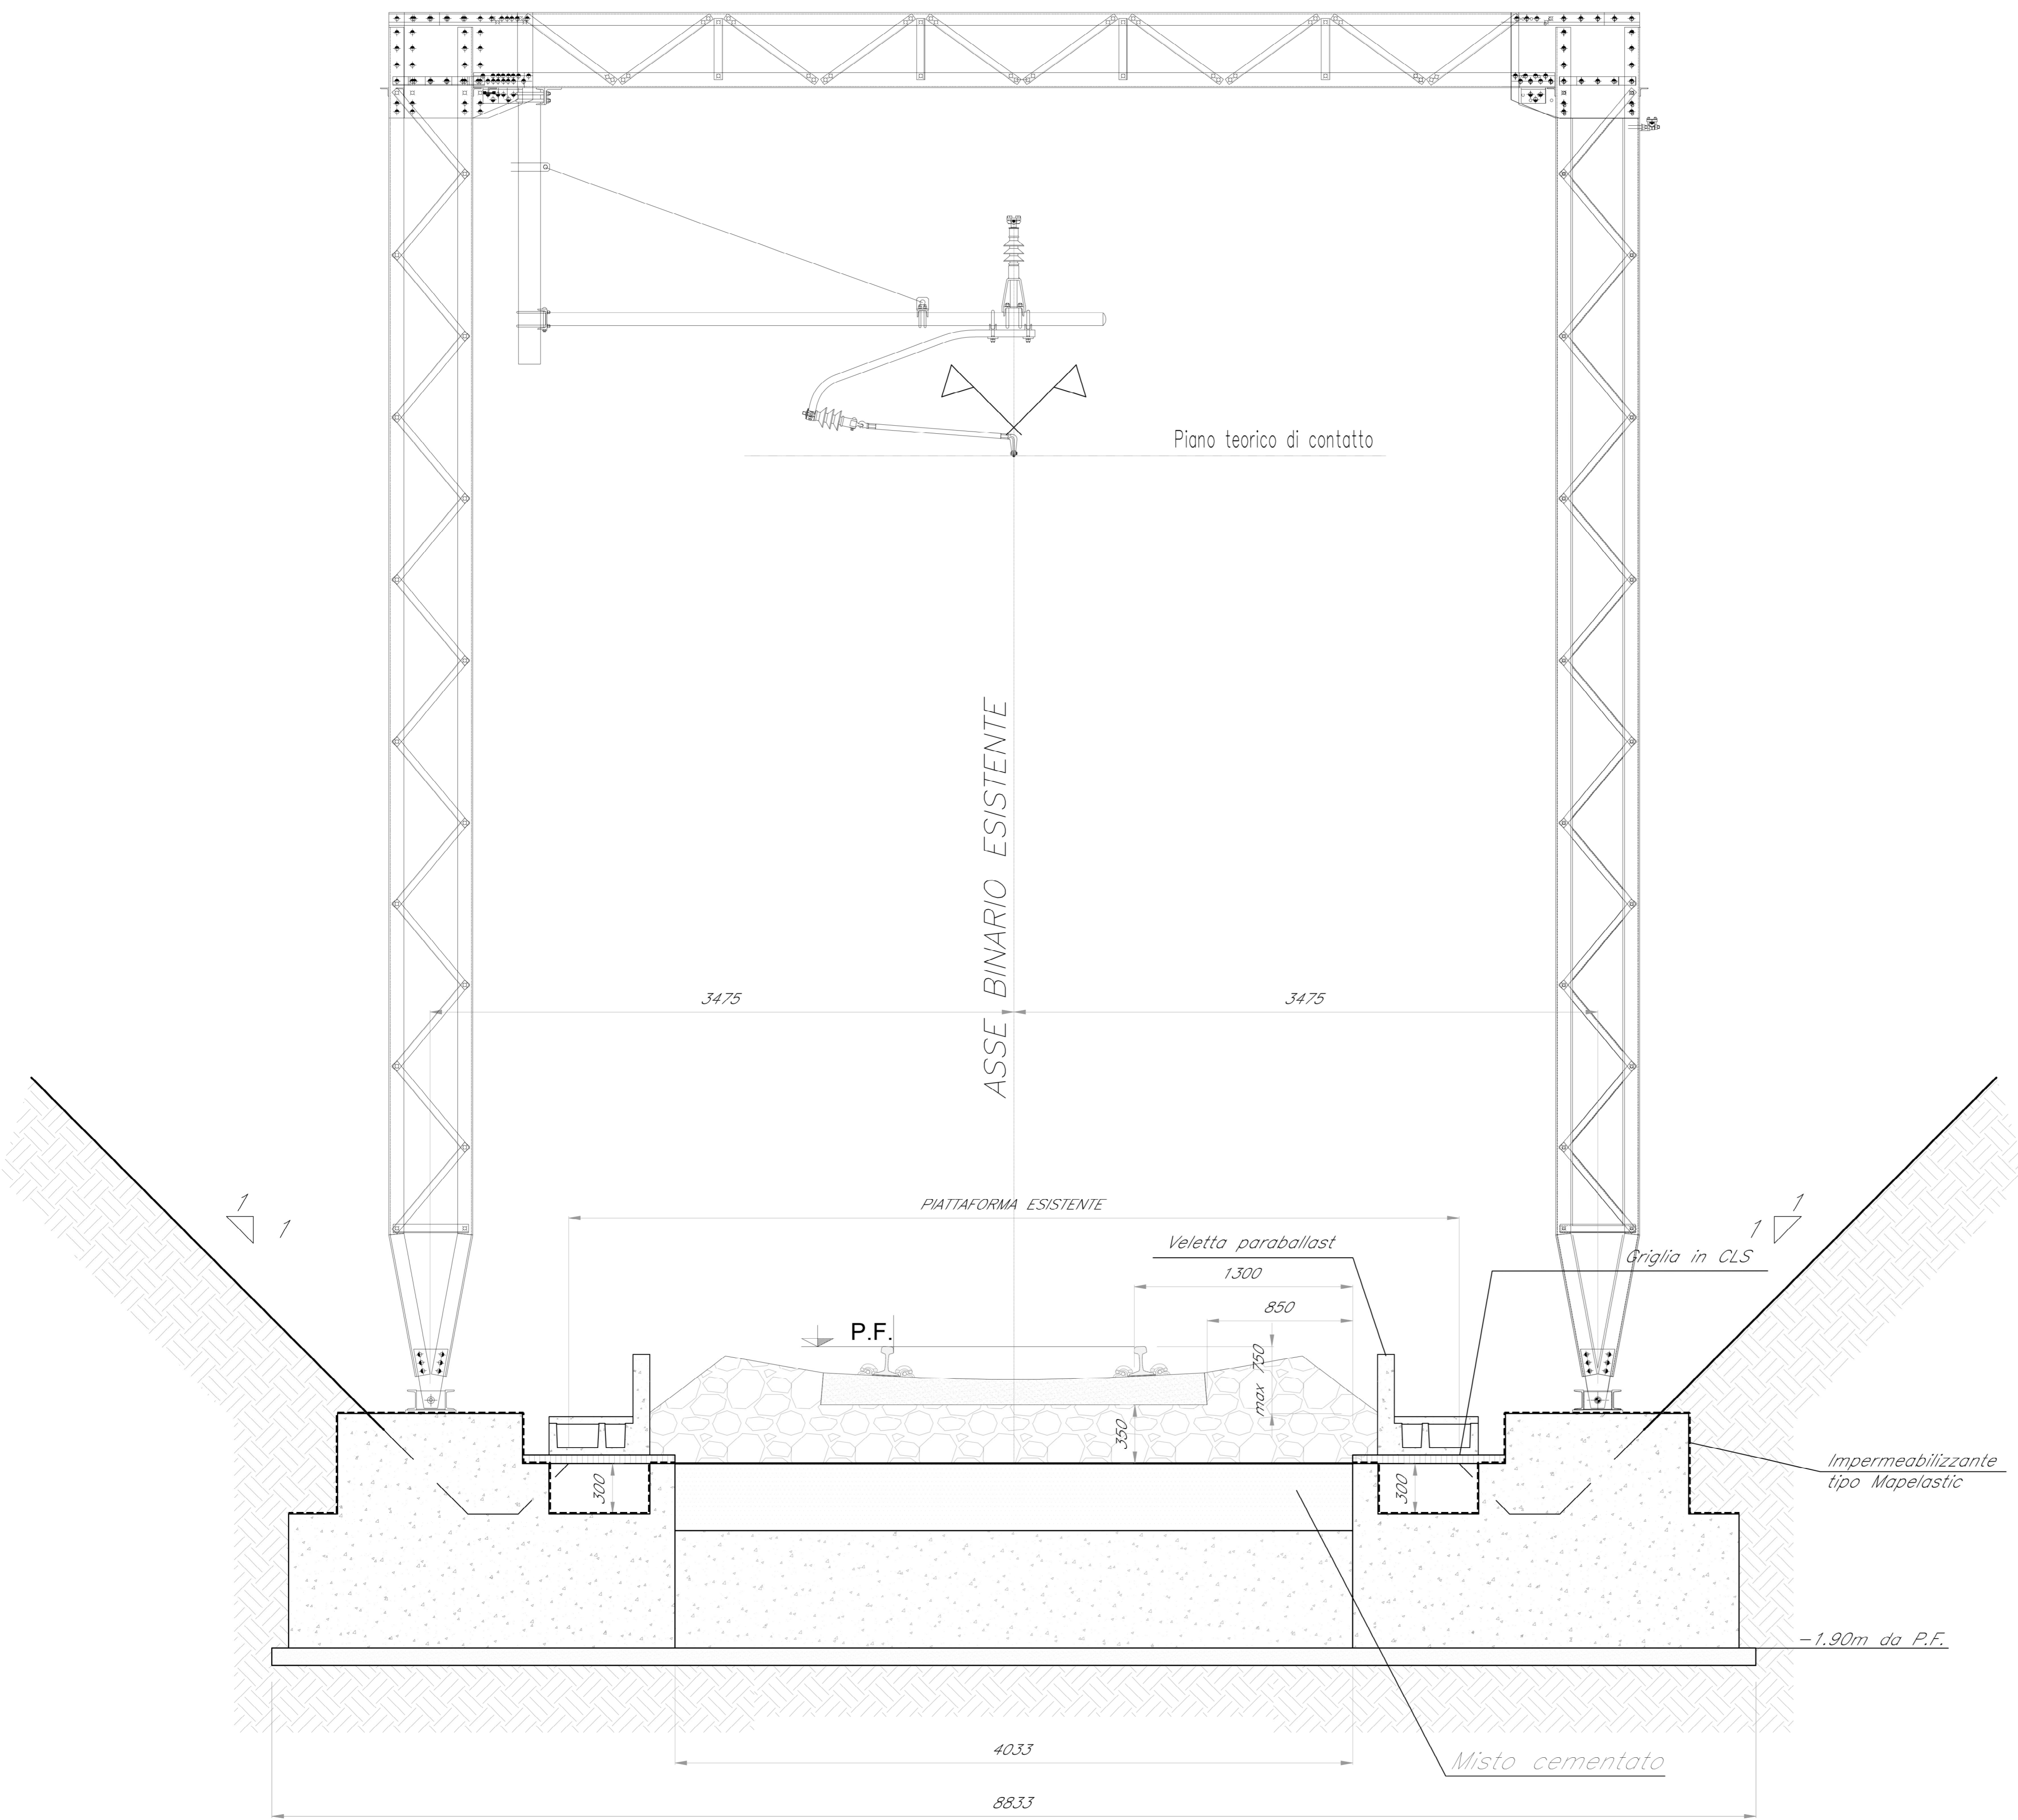 Piano teorico di contatto
ASSE BINARIO ESISTENTE
3475
3475
1
1
PIATTAFORMA ESISTENTE
1
1
Veletta paraballast
Griglia in CLS
1300
850
P.F.
max 750
350
300
300
Impermeabilizzante
tipo Mapelastic
-1.90m da P.F.
4033
Misto cementato
8833